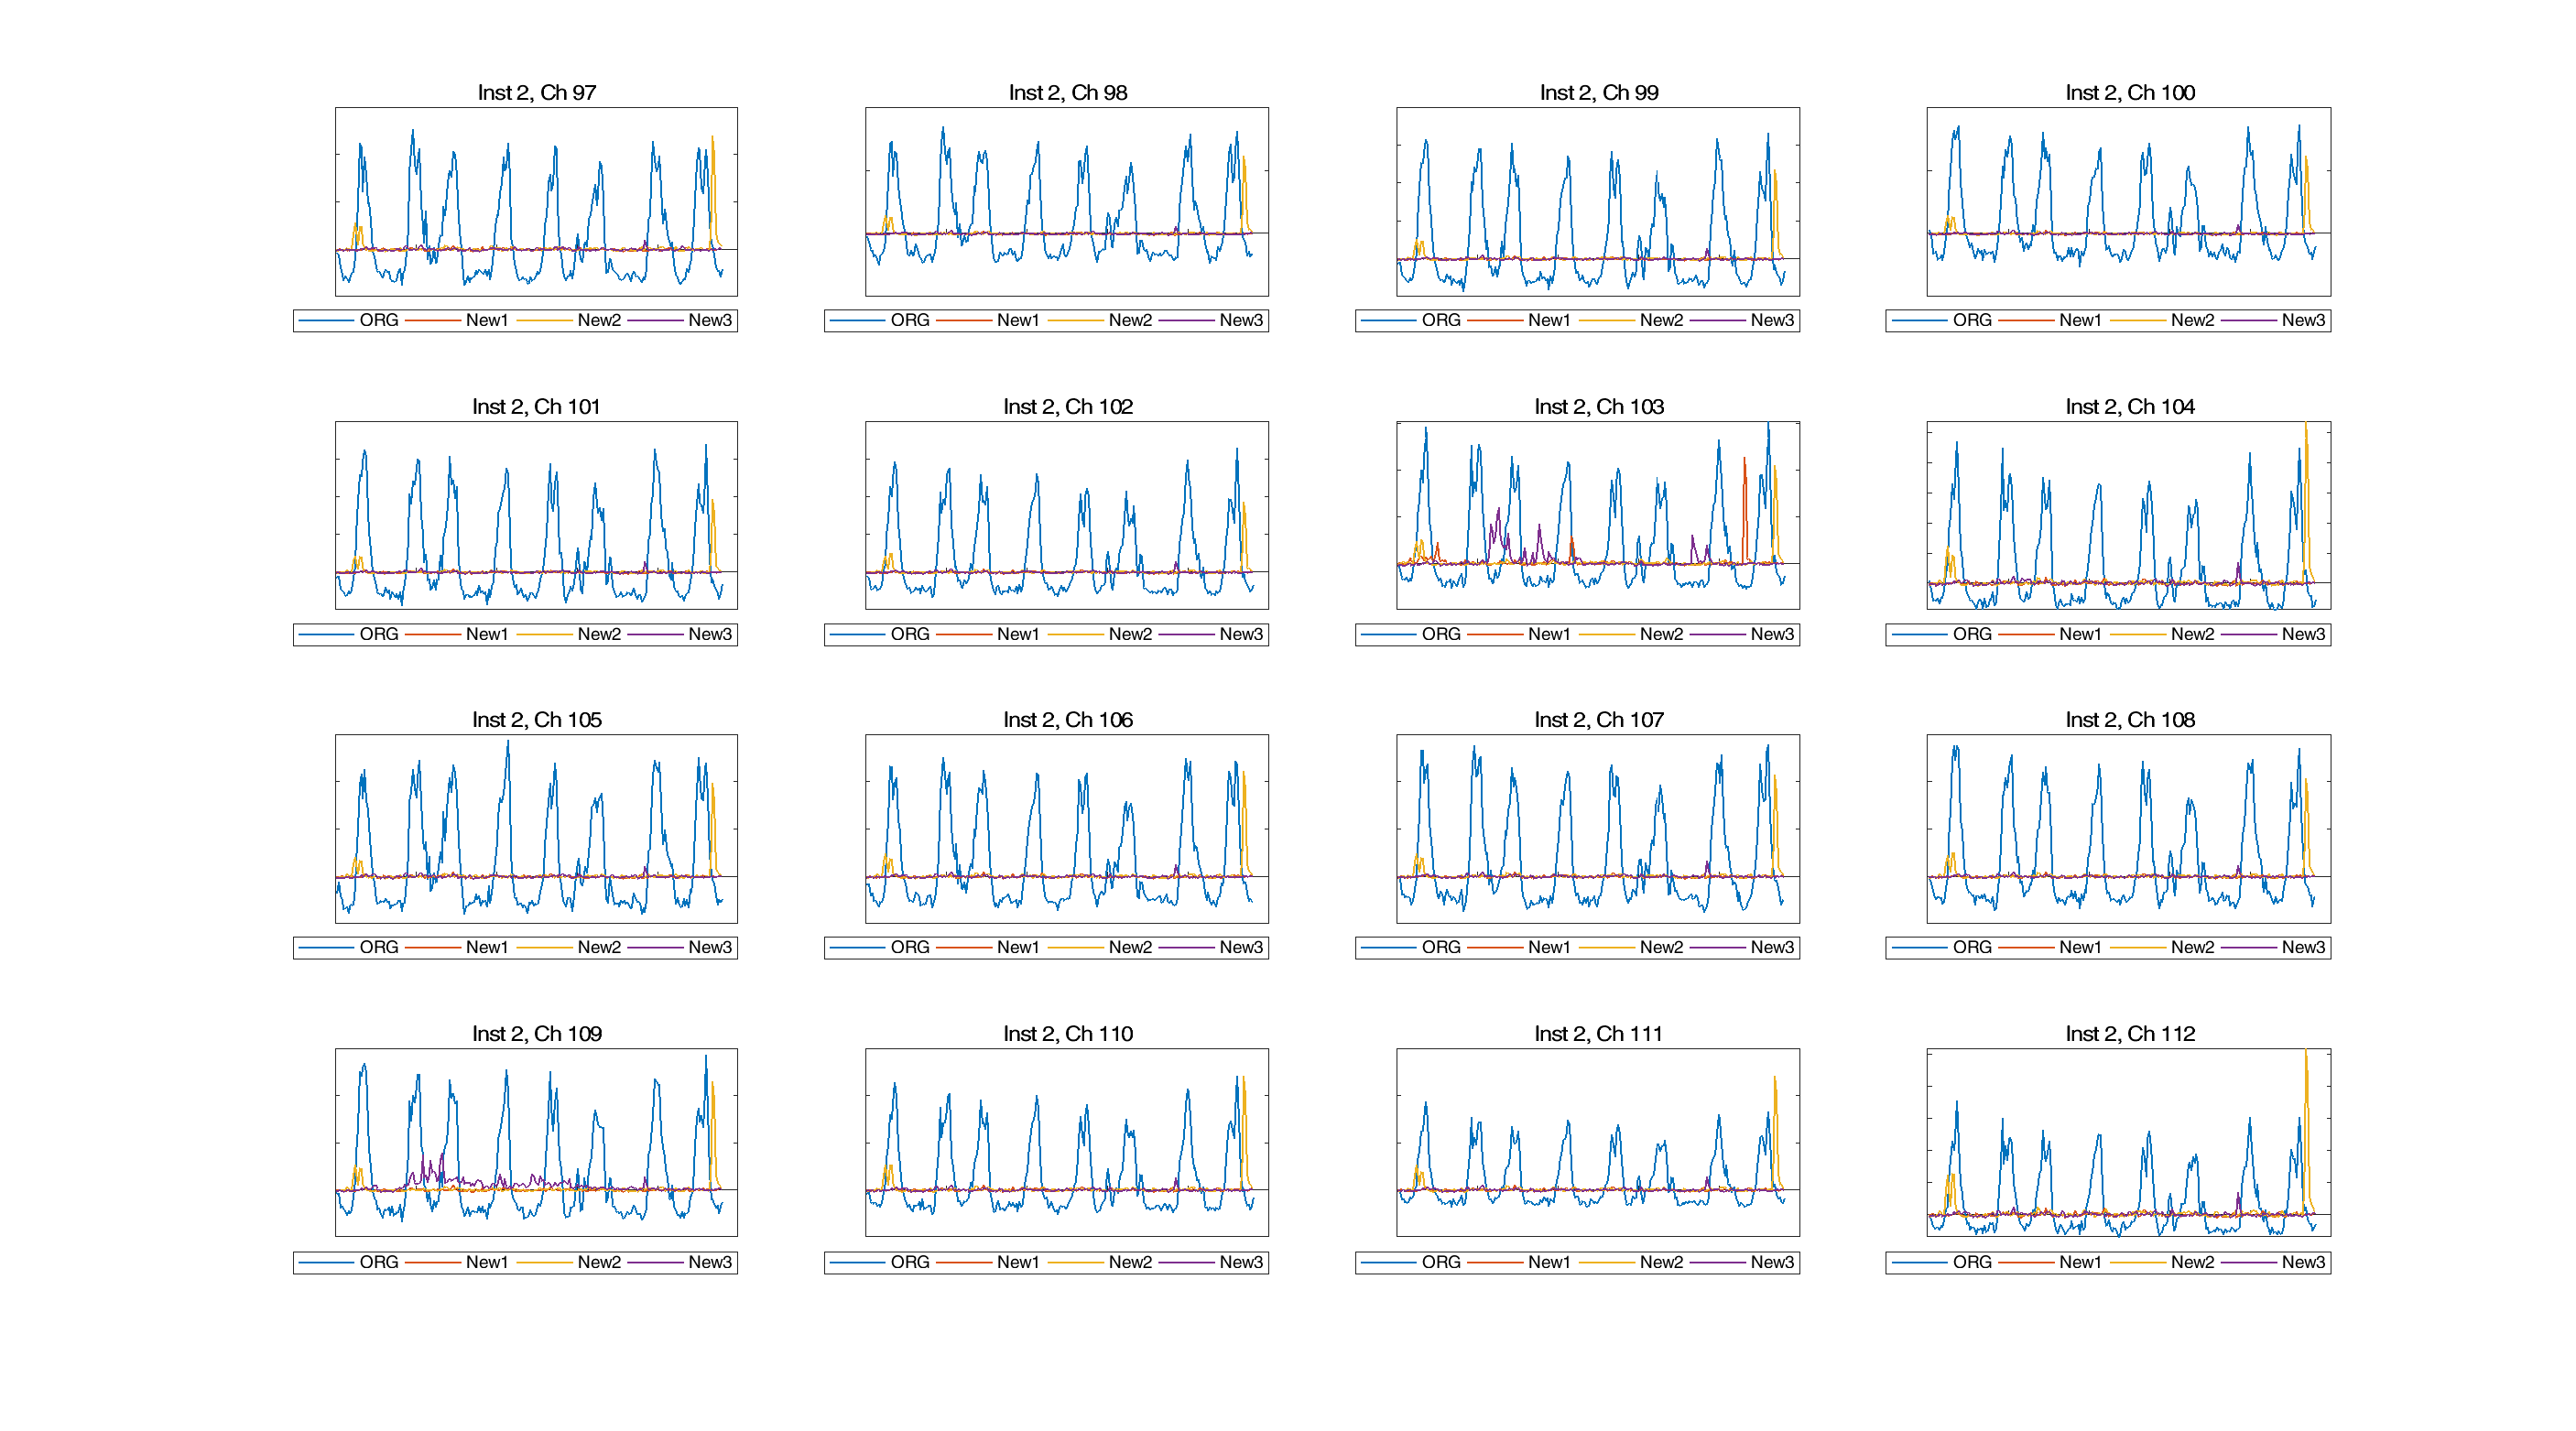 Inst 2, Ch 97
Inst 2, Ch 98
Inst 2, Ch 99
Inst 2, Ch 100
ORG New1 New2 New3
ORG New1 New2 New3
ORG New1 New2 New3
ORG New1 New2 New3
Inst 2, Ch 101
Inst 2, Ch 102
Inst 2, Ch 103
Inst 2, Ch 104
ORG New1 New2 New3
ORG New1 New2 New3
ORG New1 New2 New3
ORG New1 New2 New3
Inst 2, Ch 105
Inst 2, Ch 106
Inst 2, Ch 107
Inst 2, Ch 108
ORG New1 New2 New3
ORG New1 New2 New3
ORG New1 New2 New3
ORG New1 New2 New3
Inst 2, Ch 109
Inst 2, Ch 110
Inst 2, Ch 111
Inst 2, Ch 112
ORG New1 New2 New3
ORG New1 New2 New3
ORG New1 New2 New3
ORG New1 New2 New3